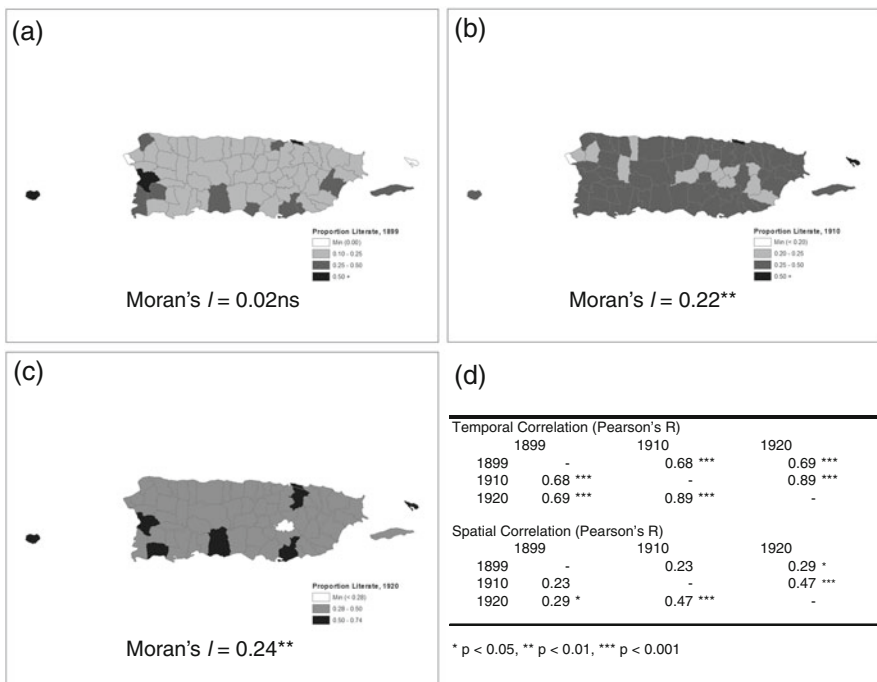 (a)
Proportion Literate, 1899
Min (0.00)
0.10 - 0.25
0.25 - 0.50
0.50 +
Moran's I = 0.02ns
(b)
Proportion Literate, 1910
Min (< 0.20)
0.20 - 0.25
0.25 - 0.50
0.50 +
Moran's I = 0.22**
(c)
Proportion Literate, 1920
Min (< 0.28)
0.28 - 0.50
0.50 - 0.74
Moran's I = 0.24**
(d)
Temporal Correlation (Pearson's R)
1899 1910 1920
1899 - 0.68 *** 0.69 ***
1910 0.68 *** - 0.89 ***
1920 0.69 *** 0.89 *** -
Spatial Correlation (Pearson's R)
1899 1910 1920
1899 - 0.23 0.29 *
1910 0.23 - 0.47 ***
1920 0.29 * 0.47 *** -
* p < 0.05, ** p < 0.01, *** p < 0.001